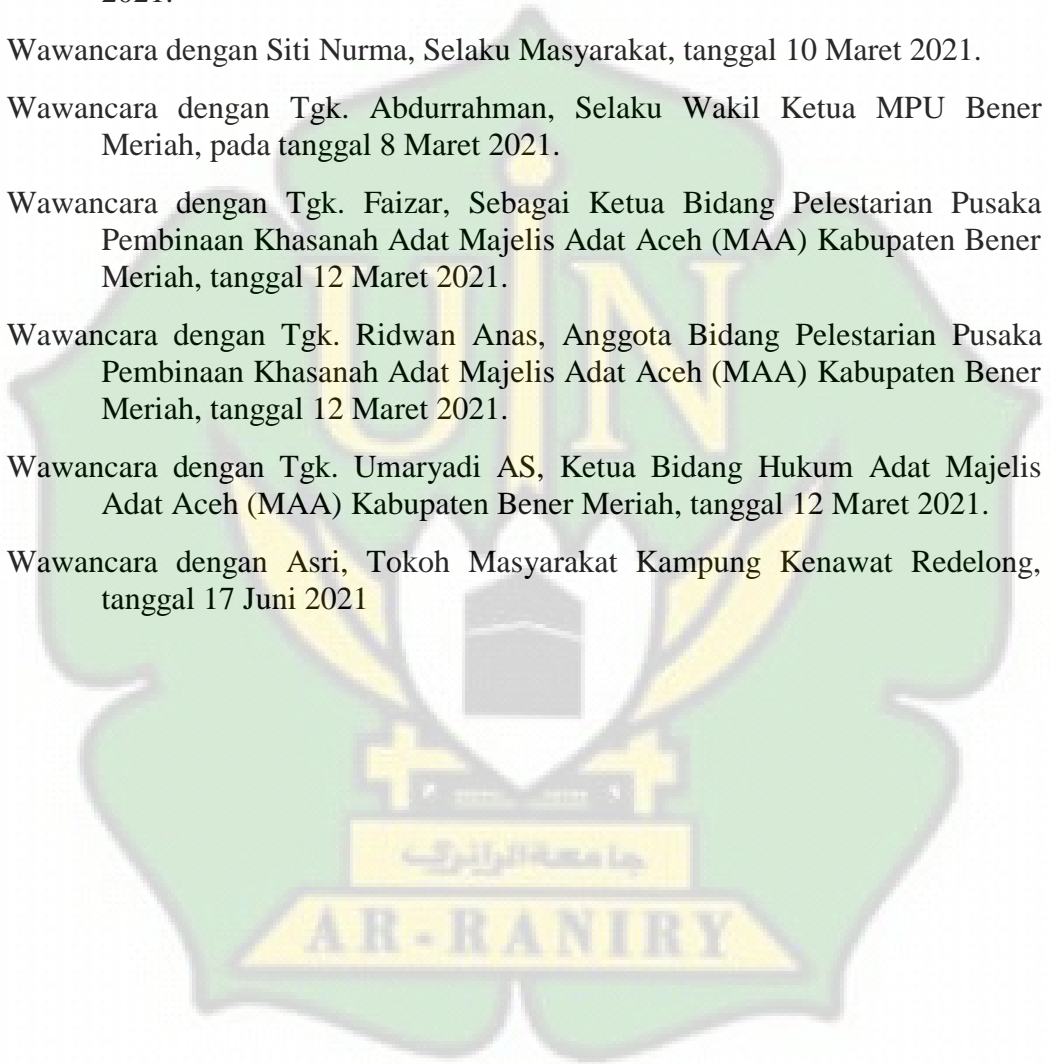 2021.
Wawancara dengan Siti Nurma, Selaku Masyarakat, tanggal 10 Maret 2021.
Wawancara dengan Tgk. Abdurrahman, Selaku Wakil Ketua MPU Bener
Meriah, pada tanggal 8 Maret 2021.
Wawancara dengan Tgk. Faizar, Sebagai Ketua Bidang Pelestarian Pusaka
Pembinaan Khasanah Adat Majelis Adat Aceh (MAA) Kabupaten Bener
Meriah, tanggal 12 Maret 2021.
Wawancara dengan Tgk. Ridwan Anas, Anggota Bidang Pelestarian Pusaka
Pembinaan Khasanah Adat Majelis Adat Aceh (MAA) Kabupaten Bener
Meriah, tanggal 12 Maret 2021.
Wawancara dengan Tgk. Umaryadi AS, Ketua Bidang Hukum Adat Majelis
Adat Aceh (MAA) Kabupaten Bener Meriah, tanggal 12 Maret 2021.
Wawancara dengan Asri, Tokoh Masyarakat Kampung Kenawat Redelong,
tanggal 17 Juni 2021
UIN
جامعة الرانري
AR-RANIRY